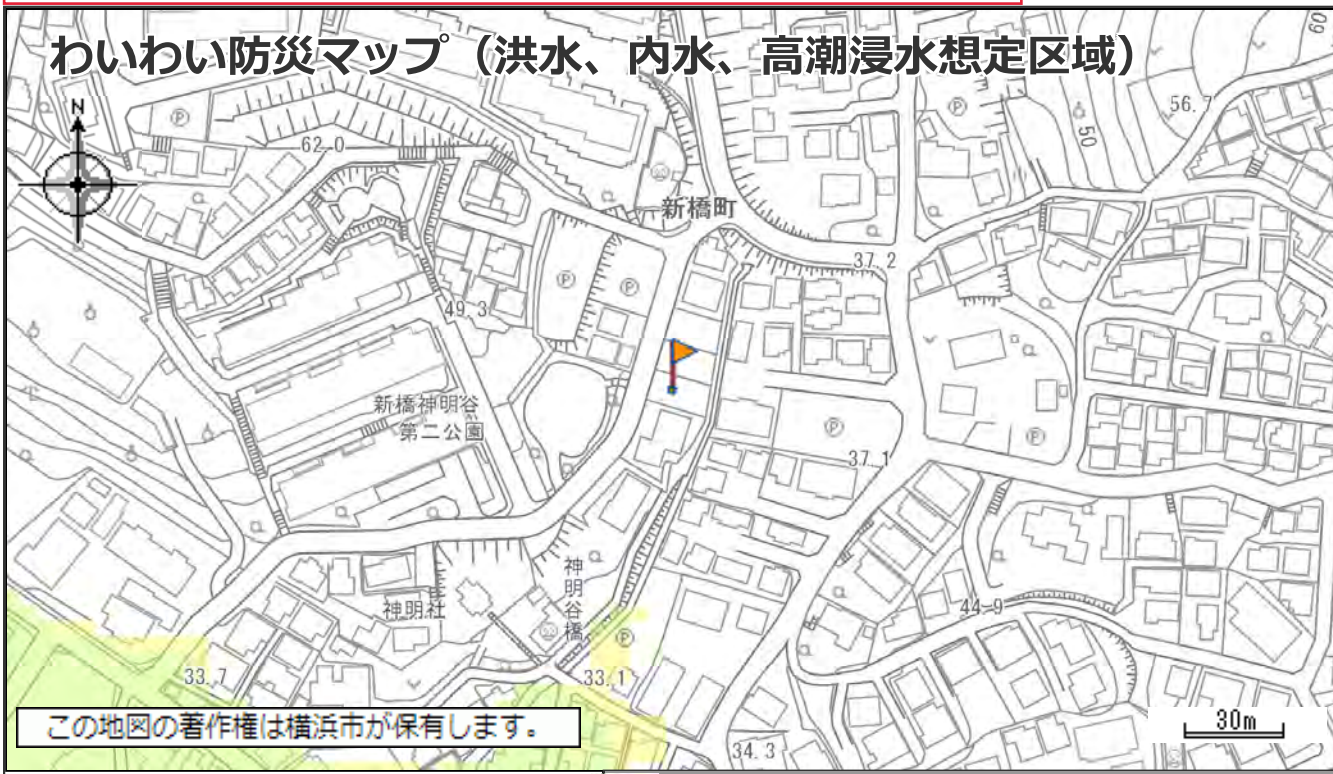 わいわい防災マップ（洪水、内水、高潮浸水想定区域）
N
60
56.7
P
P
50
62.0
新橋町
37.2
P
P
49.3
新橋神明谷
第二公園
P
37.1
P
神明谷橋
神明社
44.9
P
33.7
33.1
この地図の著作権は横浜市が保有します。
30m
34.3